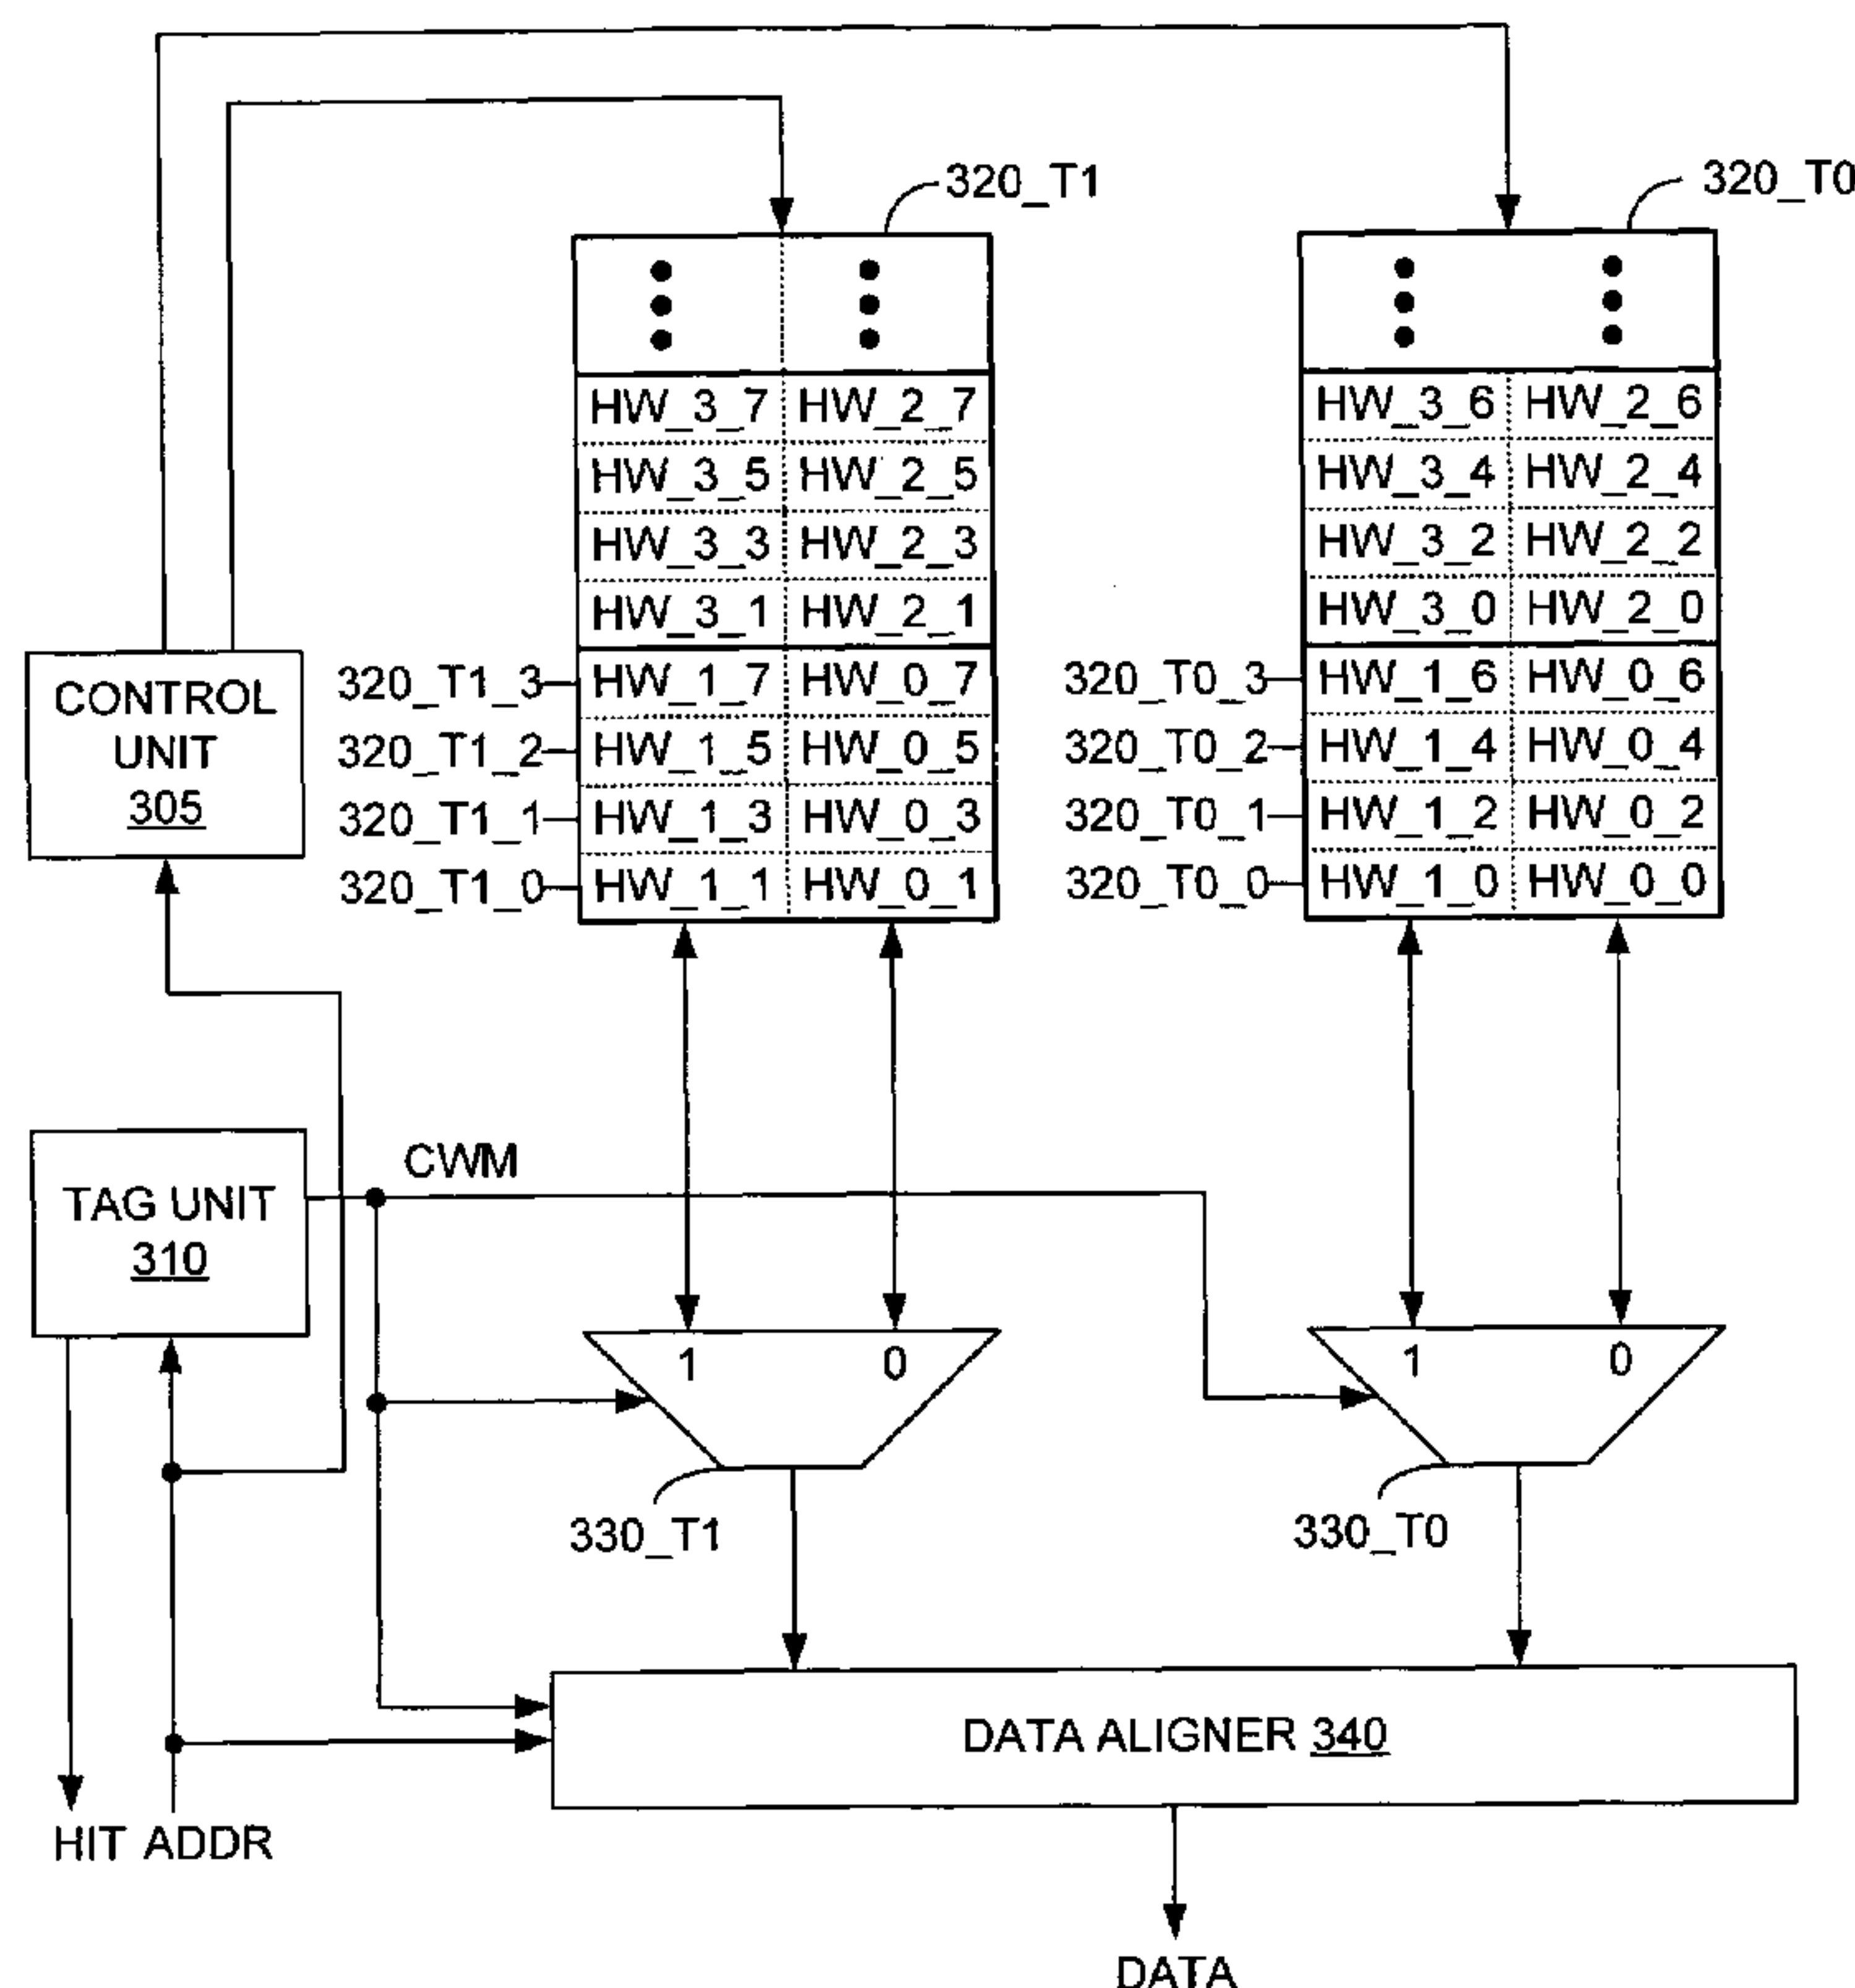 320_T1
320_T0
HW_3_7 HW_2_7
HW_3_5 HW_2_5
HW_3_3 HW_2_3
HW_3_1 HW_2_1
320_T1_3 HW_1_7 HW_0_7
320_T1_2 HW_1_5 HW_0_5
320_T1_1 HW_1_3 HW_0_3
320_T1_0 HW_1_1 HW_0_1
HW_3_6 HW_2_6
HW_3_4 HW_2_4
HW_3_2 HW_2_2
HW_3_0 HW_2_0
320_T0_3 HW_1_6 HW_0_6
320_T0_2 HW_1_4 HW_0_4
320_T0_1 HW_1_2 HW_0_2
320_T0_0 HW_1_0 HW_0_0
CONTROL
UNIT
305
TAG UNIT
310
CWM
1 0
1 0
330_T1
330_T0
DATA ALIGNER 340
HIT ADDR
DATA